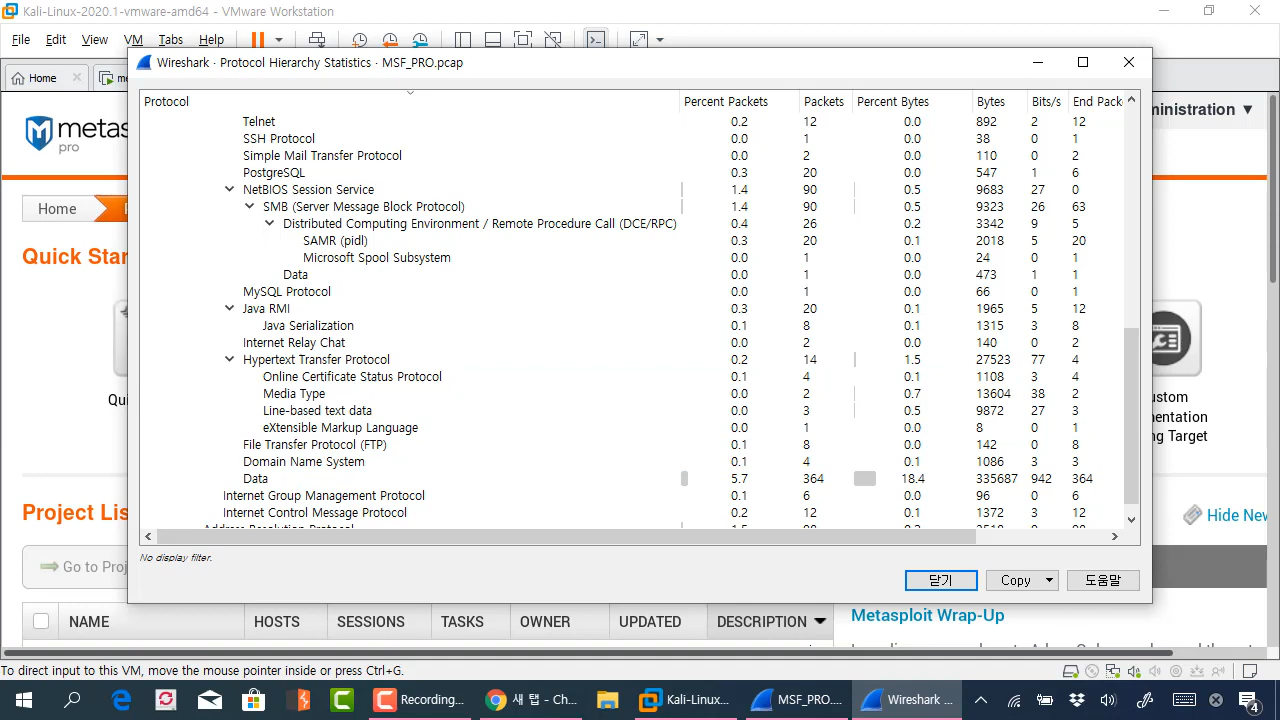 Kali-Linux-2020.1-vmware-amd64 - VMware Workstation
File Edit View VM Tabs Help
Wireshark · Protocol Hierarchy Statistics · MSF_PRO.pcap
Home
Protocol Percent Packets Packets Percent Bytes Bytes Bits/s End Pack
Telnet 0.2 12 0.0 892 2 12
SSH Protocol 0.0 1 0.0 38 0 1
Simple Mail Transfer Protocol 0.0 2 0.0 110 0 2
PostgreSQL 0.3 20 0.0 547 1 6
NetBIOS Session Service 1.4 90 0.5 9683 27 0
SMB (Server Message Block Protocol) 1.4 90 0.5 9323 26 63
Distributed Computing Environment / Remote Procedure Call (DCE/RPC) 0.4 26 0.2 3342 9 5
SAMR (pidl) 0.3 20 0.1 2018 5 20
Microsoft Spool Subsystem 0.0 1 0.0 24 0 1
Data 0.0 1 0.0 473 1 1
MySQL Protocol 0.0 1 0.0 66 0 1
Java RMI 0.3 20 0.1 1965 5 12
Java Serialization 0.1 8 0.1 1315 3 8
Internet Relay Chat 0.0 2 0.0 140 0 2
Hypertext Transfer Protocol 0.2 14 1.5 27523 77 4
Online Certificate Status Protocol 0.1 4 0.1 1108 3 4
Media Type 0.0 2 0.7 13604 38 2
Line-based text data 0.0 3 0.5 9872 27 3
eXtensible Markup Language 0.0 1 0.0 8 0 1
File Transfer Protocol (FTP) 0.1 8 0.0 142 0 8
Domain Name System 0.1 4 0.1 1086 3 3
Data 5.7 364 18.4 335687 942 364
Internet Group Management Protocol 0.1 6 0.0 96 0 6
Internet Control Message Protocol 0.2 12 0.1 1372 3 12
No display filter.
닫기 Copy 도움말
metas
pro
ministration
Home
Quick Star
Qui
ustom
mentation
ng Target
Project Lis
Hide New
Go to Proj
NAME HOSTS SESSIONS TASKS OWNER UPDATED DESCRIPTION
Metasploit Wrap-Up
To direct input to this VM, move the mouse pointer inside or press Ctrl+G.
Recording... 새 탭 - Ch... Kali-Linux... MSF_PRO.... Wireshark ...
4